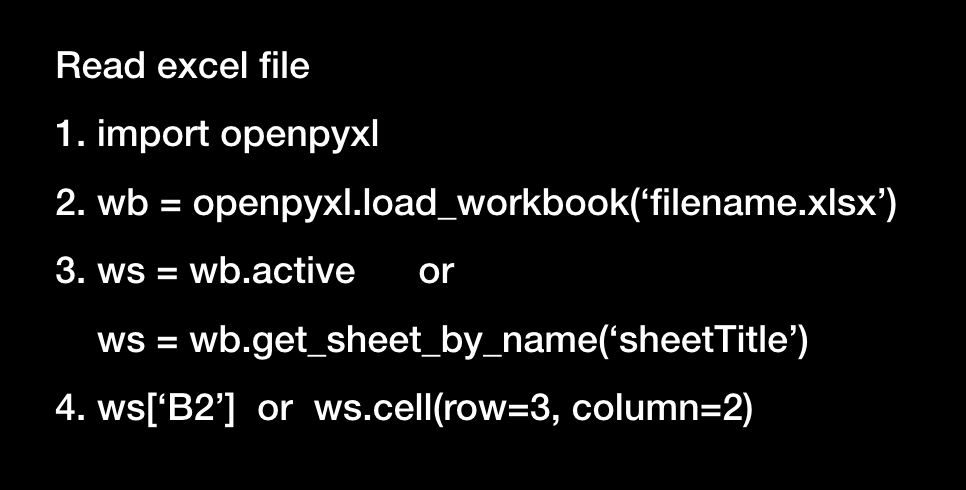 Read excel file
1. import openpyxl
2. wb = openpyxl.load_workbook(‘filename.xlsx’)
3. ws = wb.active or
ws = wb.get_sheet_by_name(‘sheetTitle’)
4. ws[‘B2’] or ws.cell(row=3, column=2)